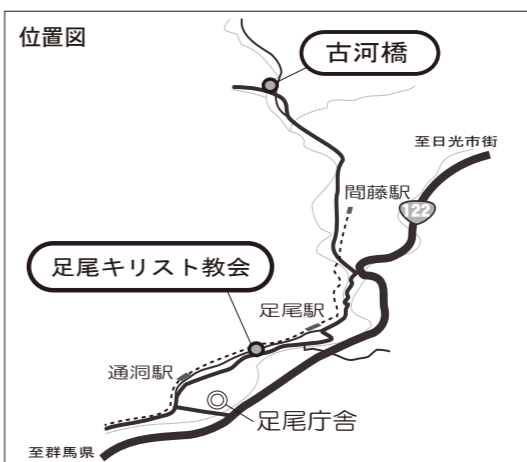 位置図
古河橋
至日光市街
間藤駅
122
足尾キリスト教会
足尾駅
通洞駅
足尾庁舎
至群馬県